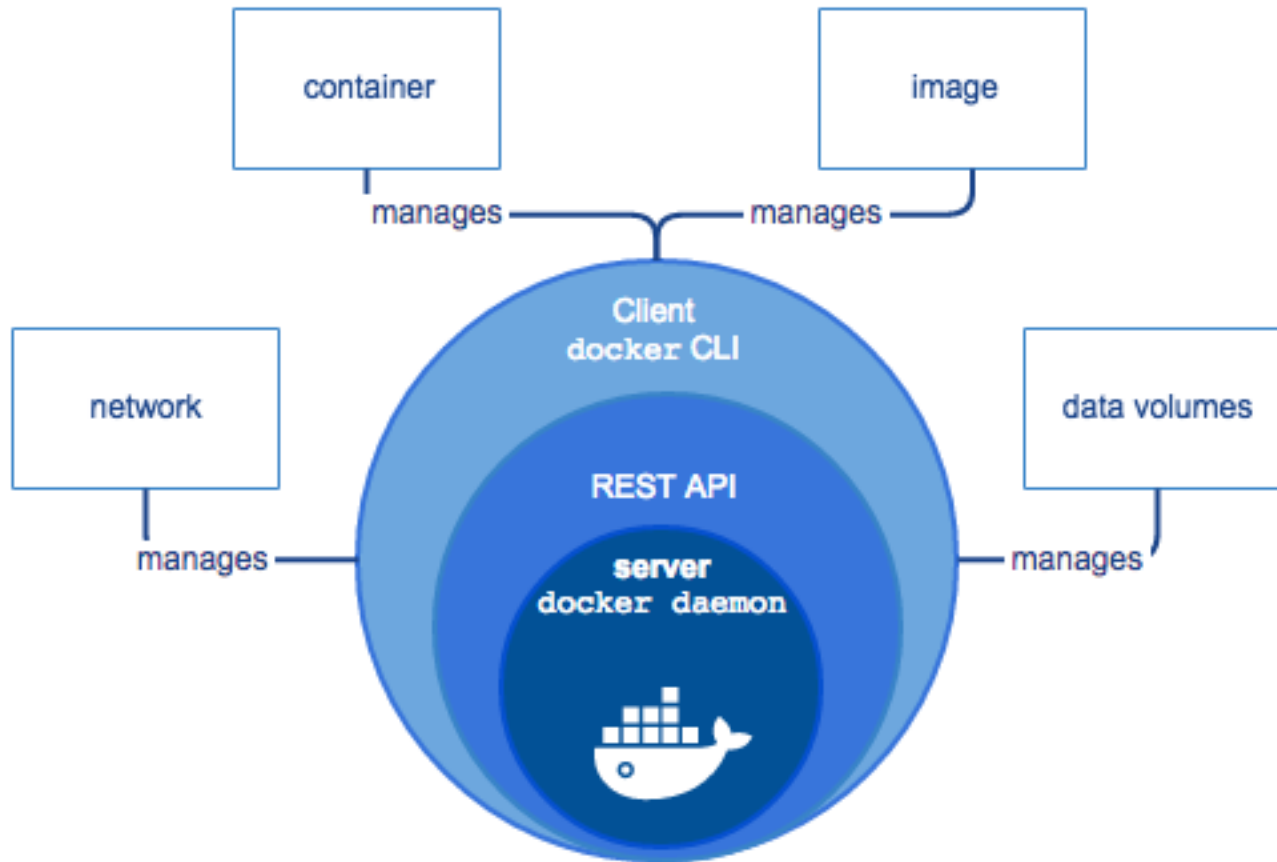 container
image
manages
manages
Client
docker CLI
network
data volumes
REST API
manages
server
manages
docker daemon